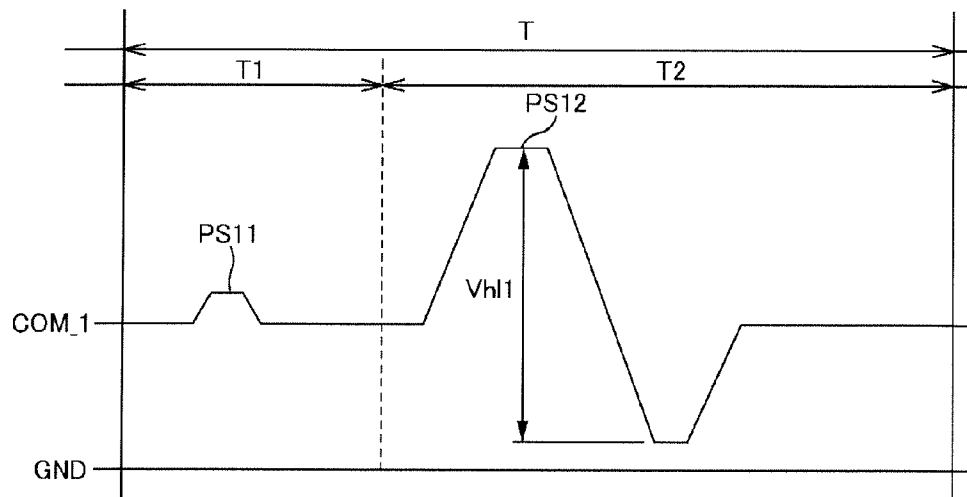 T
T1
T2
PS12
PS11
Vhl1
COM_1
GND